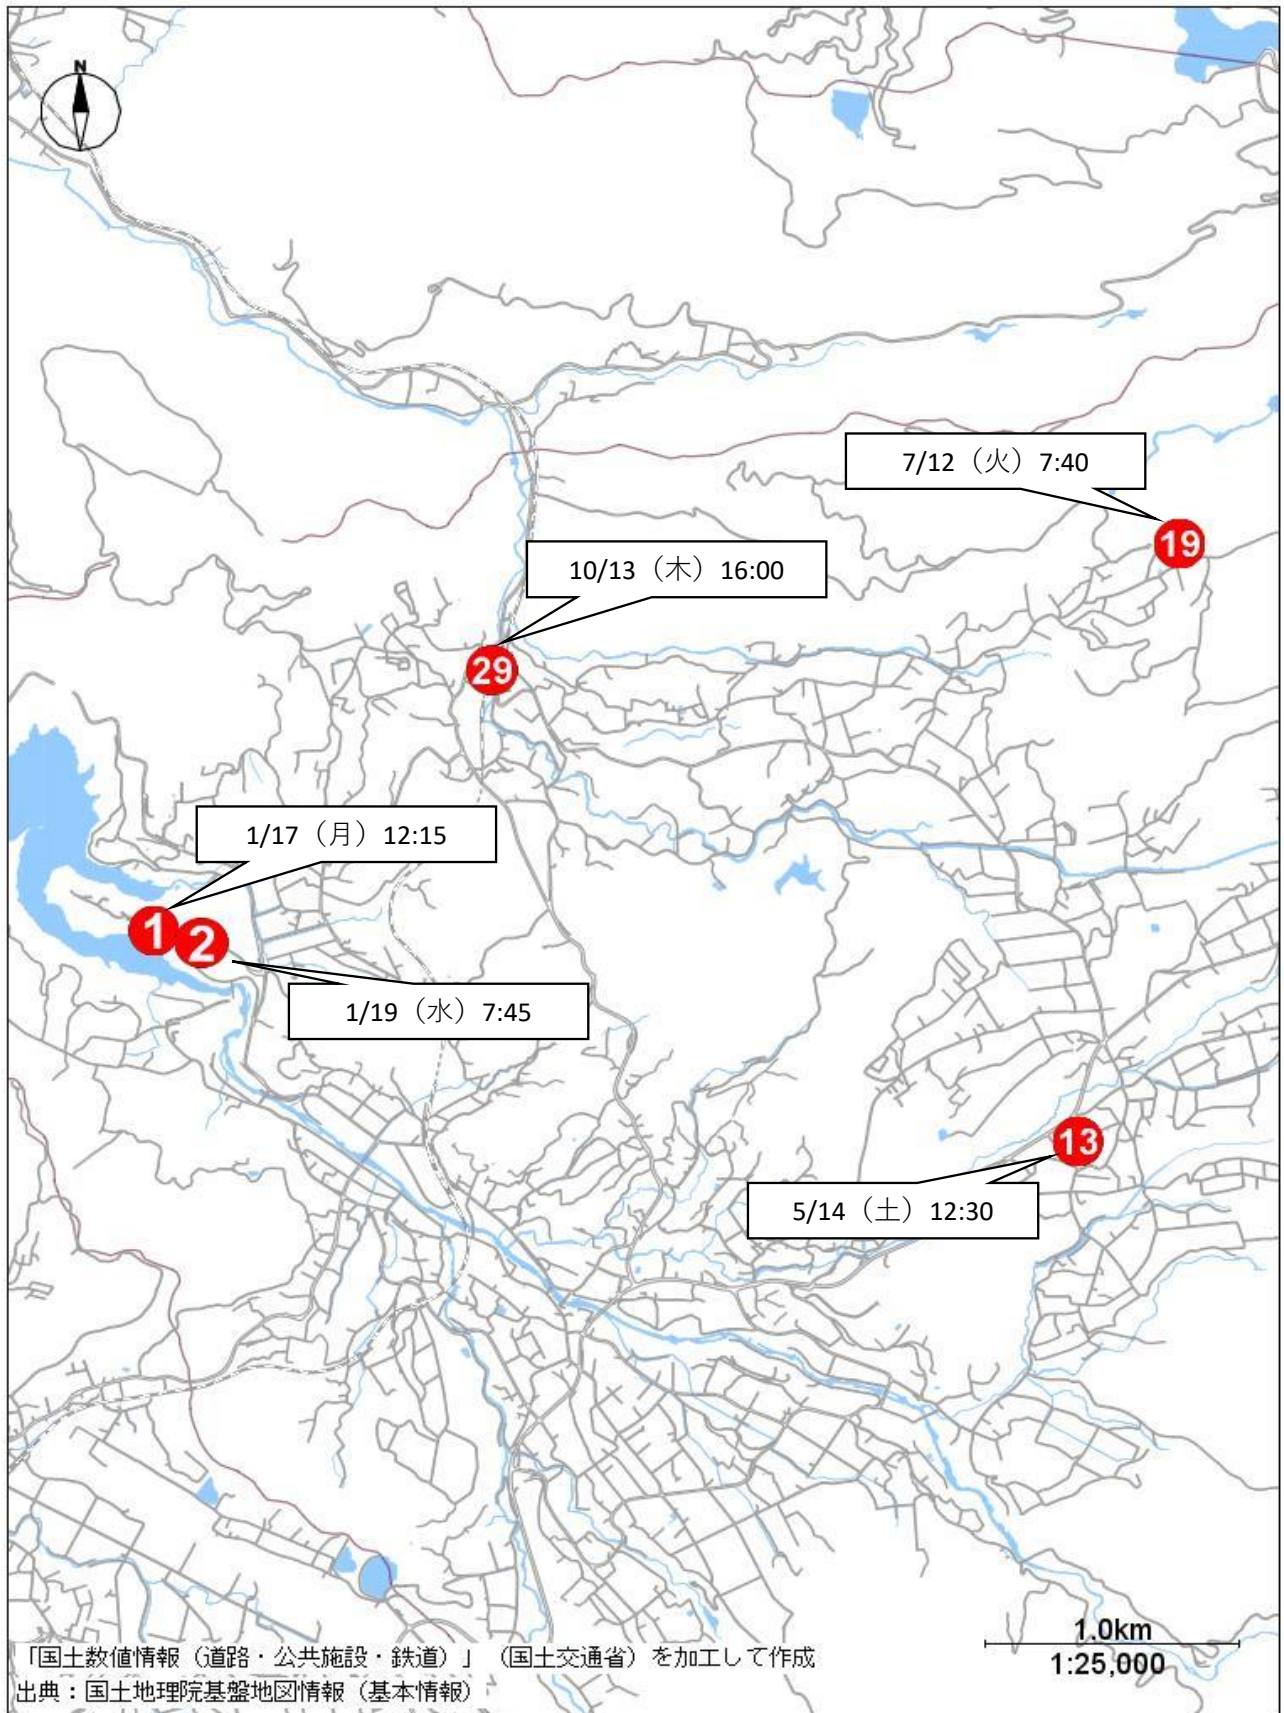 N
7/12（火）7:40
19
10/13（木）16:00
29
1/17（月）12:15
1
2
1/19（水）7:45
13
5/14（土）12:30
1.0km
1:25,000
「国土数値情報（道路・公共施設・鉄道）」（国土交通省）を加工して作成
出典：国土地理院基盤地図情報（基本情報）